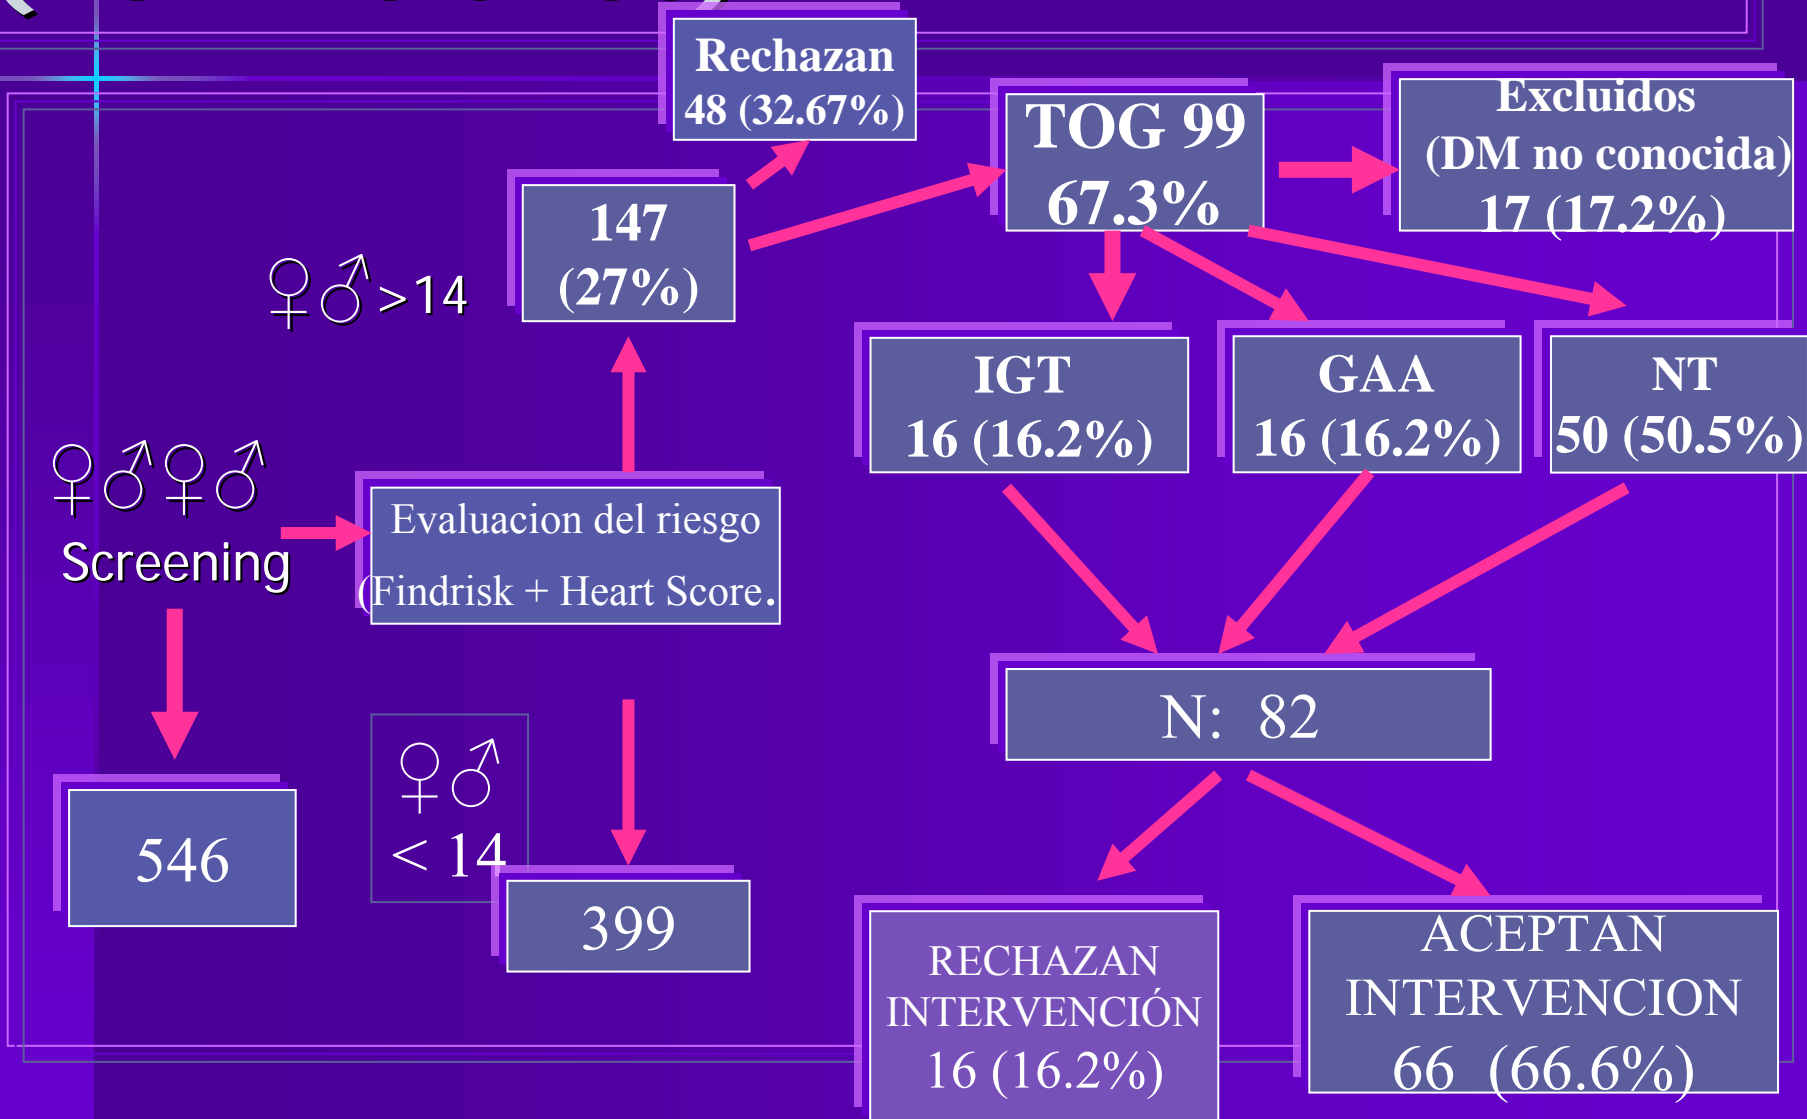 Rechazan
48 (32.67%)
TOG 99
67.3%
Excluidos
(DM no conocida)
17 (17.2%)
147
(27%)
♀♂>14
IGT
16 (16.2%)
GAA
16 (16.2%)
NT
50 (50.5%)
♀♂♀♂
Screening
Evaluacion del riesgo
(Findrisk + Heart Score.
N: 82
546
♀♂
< 14
399
RECHAZAN
INTERVENCIÓN
16 (16.2%)
ACEPTAN
INTERVENCION
66 (66.6%)